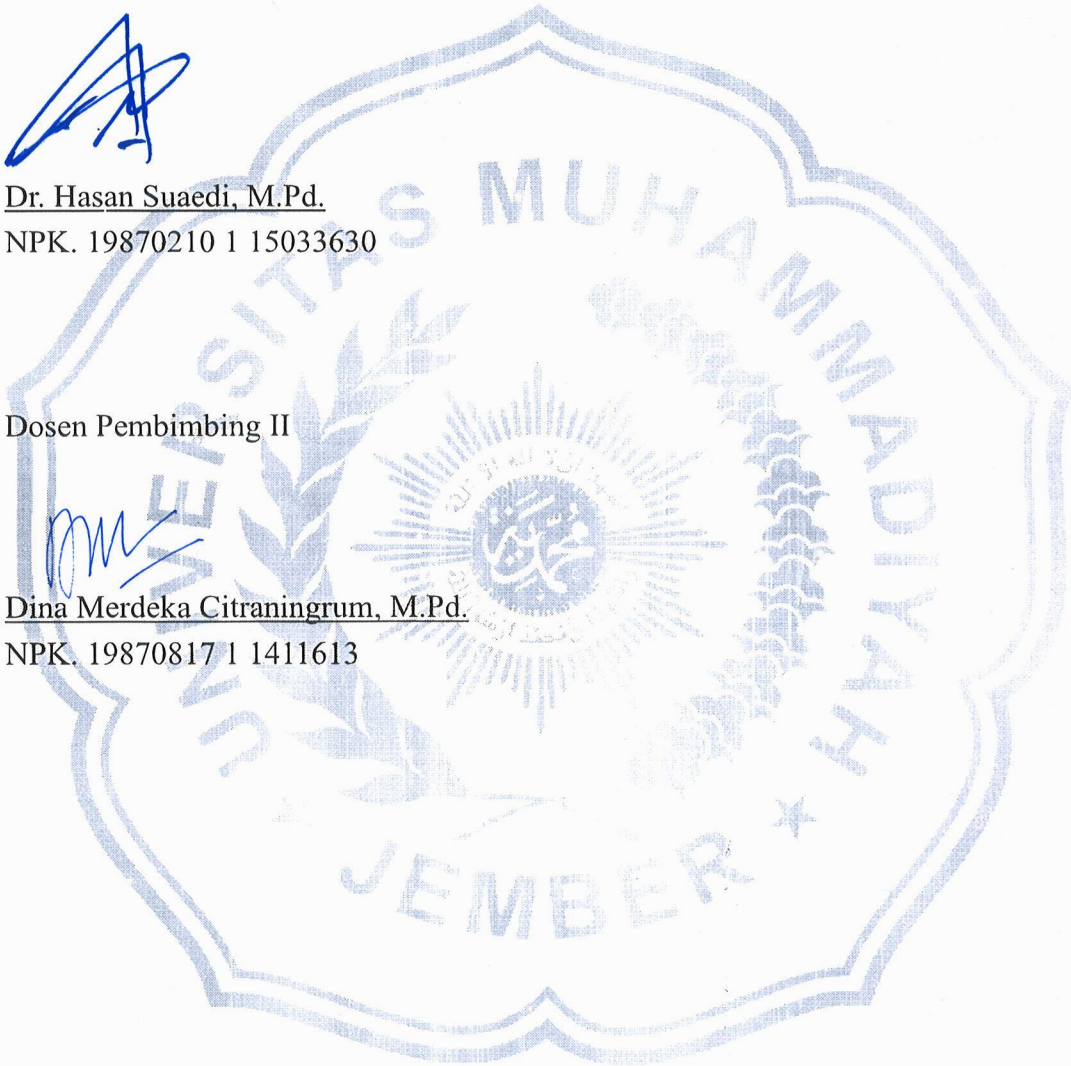 Dr. Hasan Suaedi, M.Pd.
NPK. 19870210 1 15033630
Dosen Pembimbing II
Dina Merdeka Citraningrum, M.Pd.
NPK. 19870817 1 1411613
UNIVERSITAS MUHAMMADIYAH
JEMBER